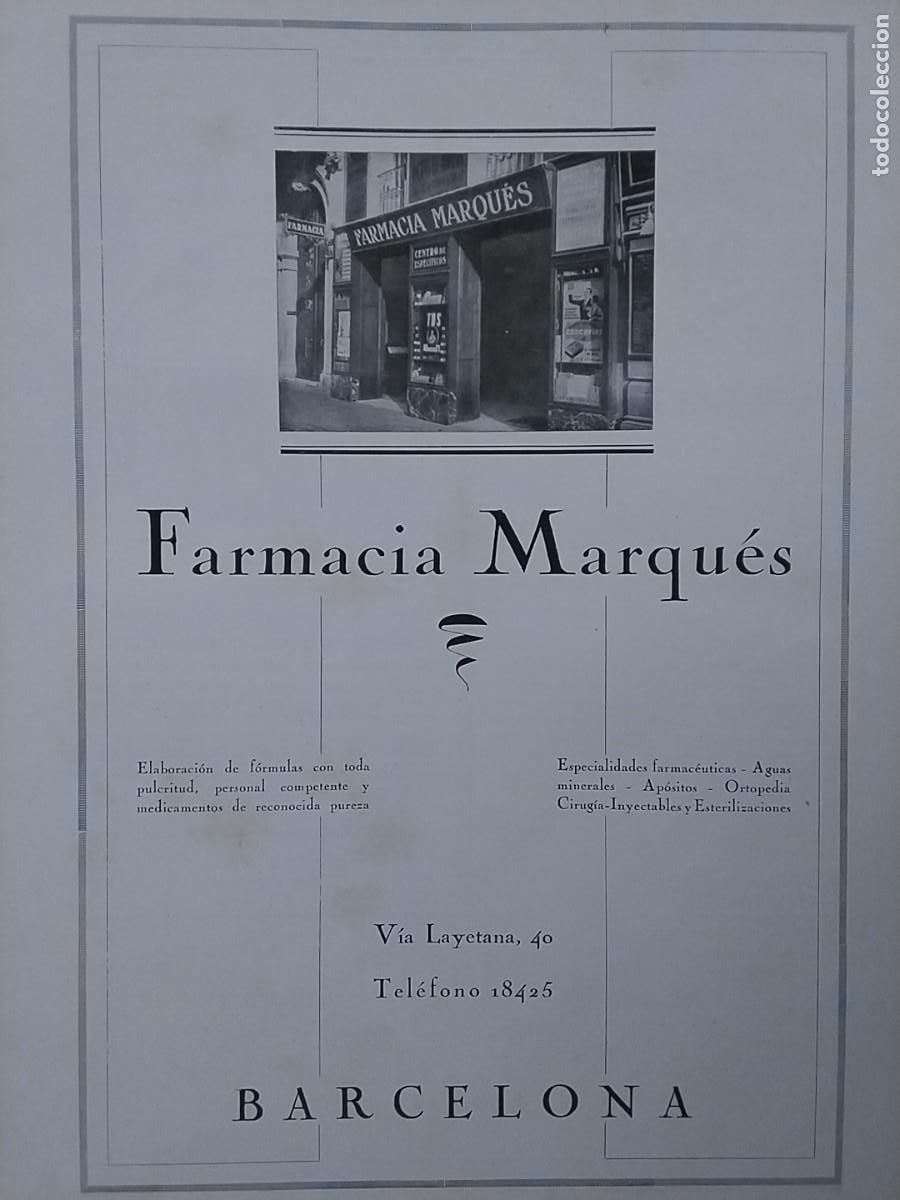 todocoleccion
FARMACIA
FARMACIA MARQUÉS
CENTRO DE
ESPECIFICOS
Farmacia Marqués
Elaboración de fórmulas con toda
pulcritud, personal competente y
medicamentos de reconocida pureza
Especialidades farmacéuticas - Aguas
minerales - Apósitos - Ortopedia
Cirugía-Inyectables y Esterilizaciones
Vía Layetana, 40
Teléfono 18425
BARCELONA